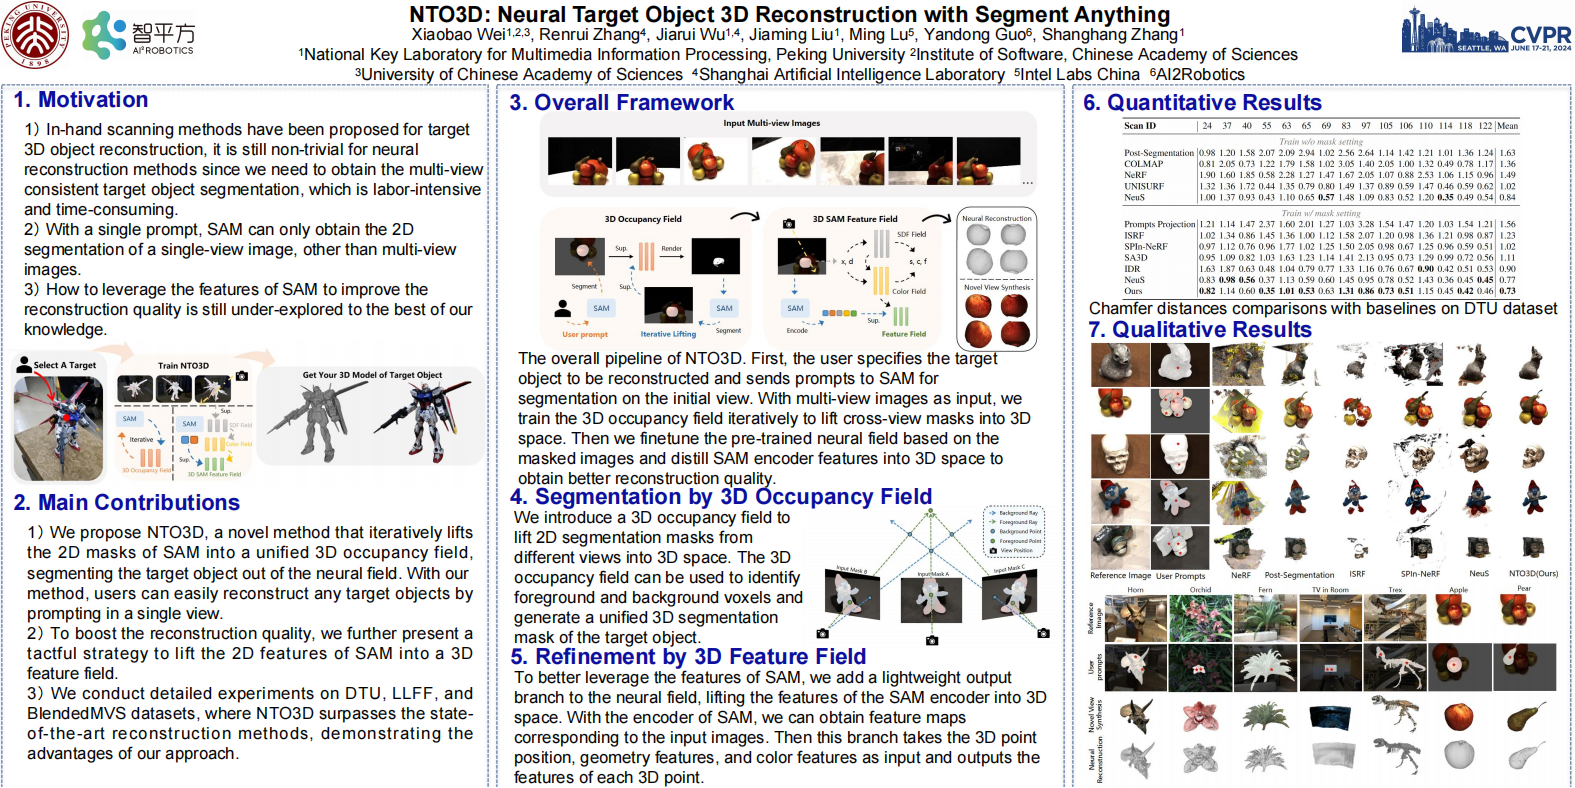 NTO3D: Neural Target Object 3D Reconstruction with Segment Anything
Xiaobao Wei1,2,3, Renrui Zhang4, Jiarui Wu1,4, Jiaming Liu1, Ming Lu5, Yandong Guo6, Shanghang Zhang1
1National Key Laboratory for Multimedia Information Processing, Peking University 2Institute of Software, Chinese Academy of Sciences
3University of Chinese Academy of Sciences 4Shanghai Artificial Intelligence Laboratory 5Intel Labs China 6AI2Robotics
PEKING UNIVERSITY
1898
智平方
AI²ROBOTICS
CVPR
SEATTLE, WA JUNE 17-21, 2024
1. Motivation
1）In-hand scanning methods have been proposed for target
3D object reconstruction, it is still non-trivial for neural
reconstruction methods since we need to obtain the multi-view
consistent target object segmentation, which is labor-intensive
and time-consuming.
2）With a single prompt, SAM can only obtain the 2D
segmentation of a single-view image, other than multi-view
images.
3）How to leverage the features of SAM to improve the
reconstruction quality is still under-explored to the best of our
knowledge.
Select A Target
Train NTO3D
Get Your 3D Model of Target Object
SAM
Iterative
3D Occupancy Field
SAM
Sup.
SDF Field
Color Field
Sup.
3D SAM Feature Field
2. Main Contributions
1）We propose NTO3D, a novel method that iteratively lifts
the 2D masks of SAM into a unified 3D occupancy field,
segmenting the target object out of the neural field. With our
method, users can easily reconstruct any target objects by
prompting in a single view.
2）To boost the reconstruction quality, we further present a
tactful strategy to lift the 2D features of SAM into a 3D
feature field.
3）We conduct detailed experiments on DTU, LLFF, and
BlendedMVS datasets, where NTO3D surpasses the state-
of-the-art reconstruction methods, demonstrating the
advantages of our approach.
3. Overall Framework
Input Multi-view Images
...
3D Occupancy Field
Sup.
Render
Segment
Sup.
SAM
SAM
User prompt
Iterative Lifting
Segment
3D SAM Feature Field
SDF Field
x, d
s, c, f
Color Field
SAM
Encode
Sup.
Feature Field
Neural Reconstruction
Novel View Synthesis
The overall pipeline of NTO3D. First, the user specifies the target
object to be reconstructed and sends prompts to SAM for
segmentation on the initial view. With multi-view images as input, we
train the 3D occupancy field iteratively to lift cross-view masks into 3D
space. Then we finetune the pre-trained neural field based on the
masked images and distill SAM encoder features into 3D space to
obtain better reconstruction quality.
4. Segmentation by 3D Occupancy Field
We introduce a 3D occupancy field to
lift 2D segmentation masks from
different views into 3D space. The 3D
occupancy field can be used to identify
foreground and background voxels and
generate a unified 3D segmentation
mask of the target object.
Background Ray
Foreground Ray
Background Point
Foreground Point
View Position
Input Mask B
Input Mask A
Input Mask C
5. Refinement by 3D Feature Field
To better leverage the features of SAM, we add a lightweight output
branch to the neural field, lifting the features of the SAM encoder into 3D
space. With the encoder of SAM, we can obtain feature maps
corresponding to the input images. Then this branch takes the 3D point
position, geometry features, and color features as input and outputs the
features of each 3D point.
6. Quantitative Results
Scan ID 24 37 40 55 63 65 69 83 97 105 106 110 114 118 122 Mean
Train w/o mask setting
Post-Segmentation 0.98 1.20 1.58 2.07 2.09 2.94 1.02 2.56 2.64 1.14 1.42 1.21 1.01 1.36 1.24 1.63
COLMAP 0.81 2.05 0.73 1.22 1.79 1.58 1.02 3.05 1.40 2.05 1.00 1.32 0.49 0.78 1.17 1.36
NeRF 1.90 1.60 1.85 0.58 2.28 1.27 1.47 1.67 2.05 1.07 0.88 2.53 1.06 1.15 0.96 1.49
UNISURF 1.32 1.36 1.72 0.44 1.35 0.79 0.80 1.49 1.37 0.89 0.59 1.47 0.46 0.59 0.62 1.02
NeuS 1.00 1.37 0.93 0.43 1.10 0.65 0.57 1.48 1.09 0.83 0.52 1.20 0.35 0.49 0.54 0.84
Train w/ mask setting
Prompts Projection 1.21 1.14 1.47 2.37 1.60 2.01 1.27 1.03 3.28 1.54 1.47 1.20 1.03 1.54 1.21 1.56
ISRF 1.02 1.34 0.86 1.45 1.36 1.00 1.12 1.58 2.07 1.20 0.98 1.36 1.21 0.98 0.87 1.23
SPIn-NeRF 0.97 1.12 0.76 0.96 1.77 1.02 1.25 1.50 2.05 0.98 0.67 1.25 0.96 0.59 0.51 1.02
SA3D 0.95 1.09 0.82 1.03 1.63 1.23 1.14 1.41 2.13 0.95 0.73 1.29 0.99 0.72 0.56 1.11
IDR 1.63 1.87 0.63 0.48 1.04 0.79 0.77 1.33 1.16 0.76 0.67 0.90 0.42 0.51 0.53 0.90
NeuS 0.83 0.98 0.56 0.37 1.13 0.59 0.60 1.45 0.95 0.78 0.52 1.43 0.36 0.45 0.45 0.77
Ours 0.82 1.14 0.60 0.35 1.01 0.53 0.63 1.31 0.86 0.73 0.51 1.15 0.45 0.42 0.46 0.73
Chamfer distances comparisons with baselines on DTU dataset
7. Qualitative Results
Reference Image User Prompts NeRF Post-Segmentation ISRF SPIn-NeRF NeuS NTO3D(Ours)
Horn Orchid Fern TV in Room Trex Apple Pear
Reference Image
User prompts
Novel View Synthesis
Neural Reconstruction